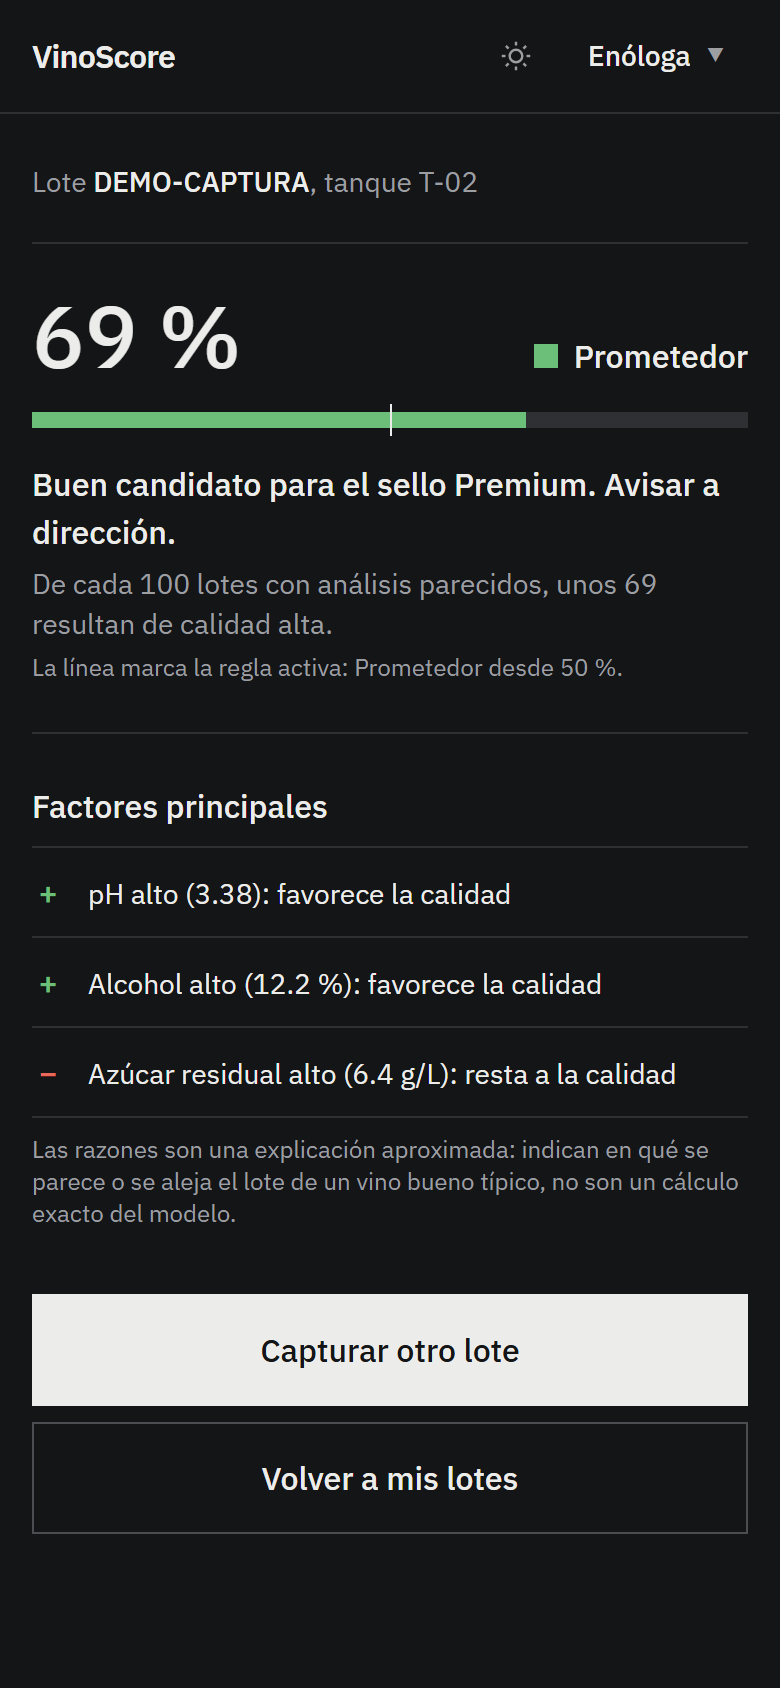 VinoScore
Enóloga ▼
Lote DEMO-CAPTURA, tanque T-02
69 %
Prometedor
Buen candidato para el sello Premium. Avisar a
dirección.
De cada 100 lotes con análisis parecidos, unos 69
resultan de calidad alta.
La línea marca la regla activa: Prometedor desde 50 %.
Factores principales
+ pH alto (3.38): favorece la calidad
+ Alcohol alto (12.2 %): favorece la calidad
− Azúcar residual alto (6.4 g/L): resta a la calidad
Las razones son una explicación aproximada: indican en qué se
parece o se aleja el lote de un vino bueno típico, no son un cálculo
exacto del modelo.
Capturar otro lote
Volver a mis lotes